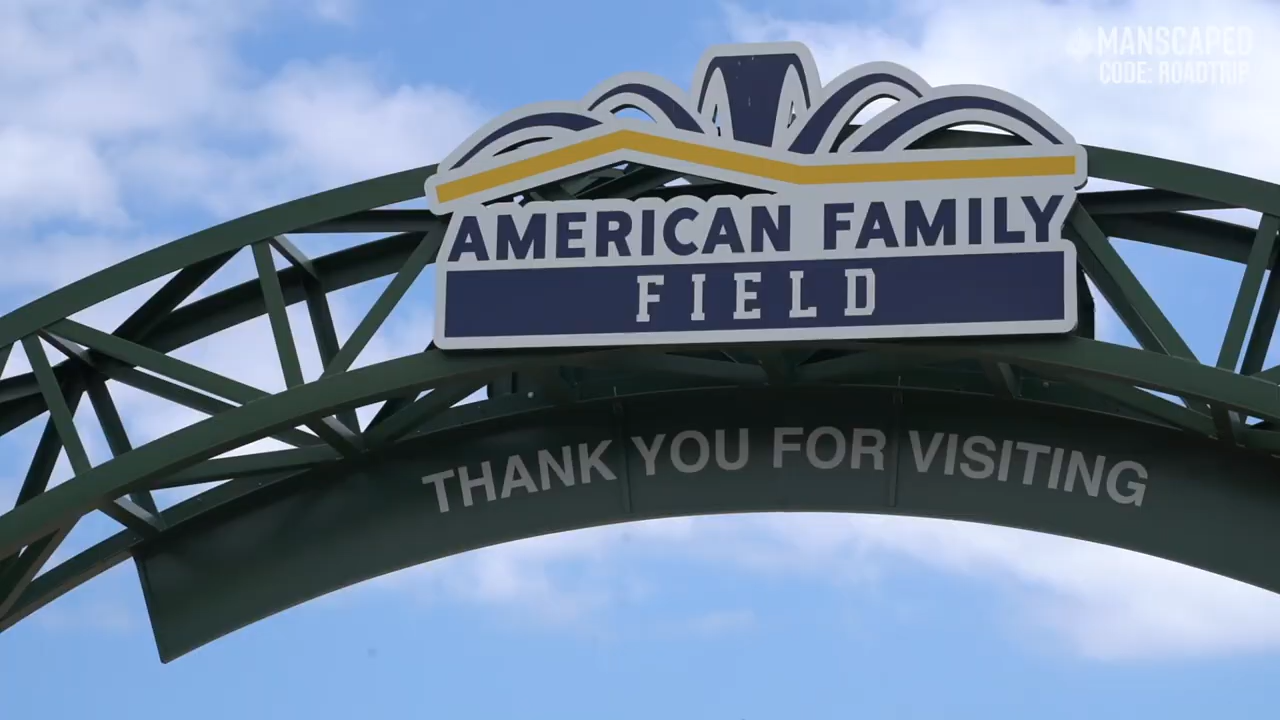 MANSCAPED
CODE: ROADTRIP
AMERICAN FAMILY
FIELD
THANK YOU FOR VISITING